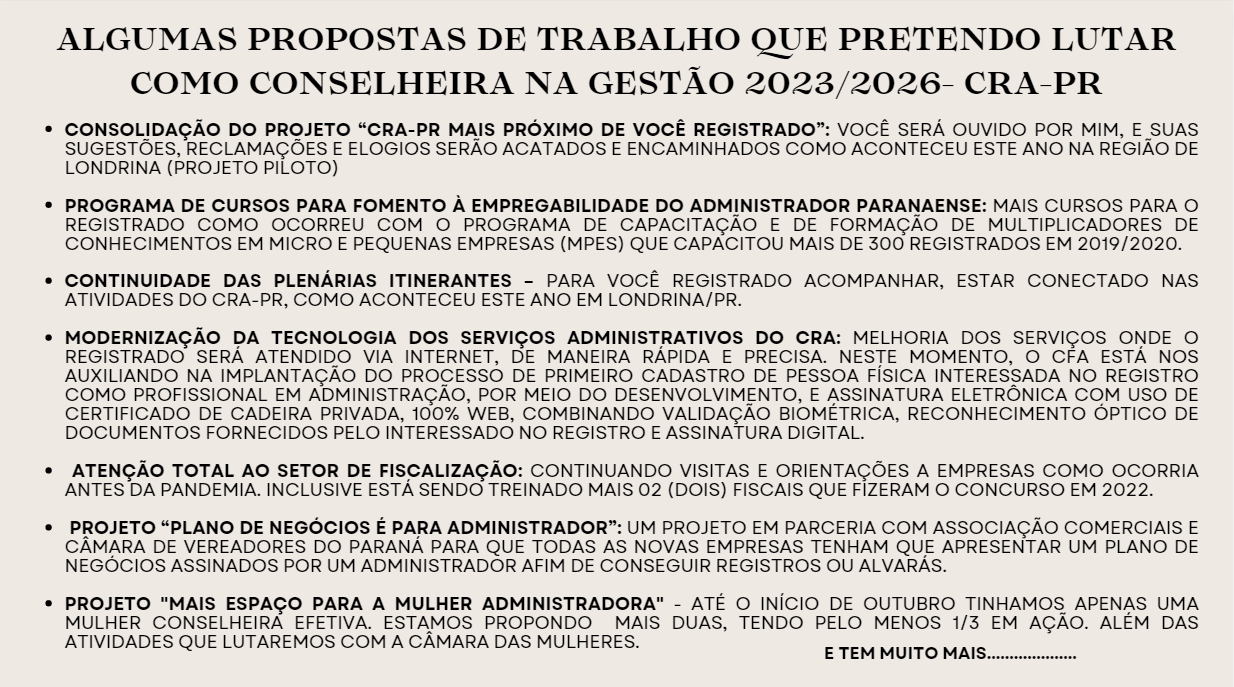 ALGUMAS PROPOSTAS DE TRABALHO QUE PRETENDO LUTAR
COMO CONSELHEIRA NA GESTÃO 2023/2026- CRA-PR
• CONSOLIDAÇÃO DO PROJETO “CRA-PR MAIS PRÓXIMO DE VOCÊ REGISTRADO”: VOCÊ SERÁ OUVIDO POR MIM, E SUAS
SUGESTÕES, RECLAMAÇÕES E ELOGIOS SERÃO ACATADOS E ENCAMINHADOS COMO ACONTECEU ESTE ANO NA REGIÃO DE
LONDRINA (PROJETO PILOTO)
• PROGRAMA DE CURSOS PARA FOMENTO À EMPREGABILIDADE DO ADMINISTRADOR PARANAENSE: MAIS CURSOS PARA O
REGISTRADO COMO OCORREU COM O PROGRAMA DE CAPACITAÇÃO E DE FORMAÇÃO DE MULTIPLICADORES DE
CONHECIMENTOS EM MICRO E PEQUENAS EMPRESAS (MPES) QUE CAPACITOU MAIS DE 300 REGISTRADOS EM 2019/2020.
• CONTINUIDADE DAS PLENÁRIAS ITINERANTES – PARA VOCÊ REGISTRADO ACOMPANHAR, ESTAR CONECTADO NAS
ATIVIDADES DO CRA-PR, COMO ACONTECEU ESTE ANO EM LONDRINA/PR.
• MODERNIZAÇÃO DA TECNOLOGIA DOS SERVIÇOS ADMINISTRATIVOS DO CRA: MELHORIA DOS SERVIÇOS ONDE O
REGISTRADO SERÁ ATENDIDO VIA INTERNET, DE MANEIRA RÁPIDA E PRECISA. NESTE MOMENTO, O CFA ESTÁ NOS
AUXILIANDO NA IMPLANTAÇÃO DO PROCESSO DE PRIMEIRO CADASTRO DE PESSOA FÍSICA INTERESSADA NO REGISTRO
COMO PROFISSIONAL EM ADMINISTRAÇÃO, POR MEIO DO DESENVOLVIMENTO, E ASSINATURA ELETRÔNICA COM USO DE
CERTIFICADO DE CADEIRA PRIVADA, 100% WEB, COMBINANDO VALIDAÇÃO BIOMÉTRICA, RECONHECIMENTO ÓPTICO DE
DOCUMENTOS FORNECIDOS PELO INTERESSADO NO REGISTRO E ASSINATURA DIGITAL.
• ATENÇÃO TOTAL AO SETOR DE FISCALIZAÇÃO: CONTINUANDO VISITAS E ORIENTAÇÕES A EMPRESAS COMO OCORRIA
ANTES DA PANDEMIA. INCLUSIVE ESTÁ SENDO TREINADO MAIS 02 (DOIS) FISCAIS QUE FIZERAM O CONCURSO EM 2022.
• PROJETO “PLANO DE NEGÓCIOS É PARA ADMINISTRADOR”: UM PROJETO EM PARCERIA COM ASSOCIAÇÃO COMERCIAIS E
CÂMARA DE VEREADORES DO PARANÁ PARA QUE TODAS AS NOVAS EMPRESAS TENHAM QUE APRESENTAR UM PLANO DE
NEGÓCIOS ASSINADOS POR UM ADMINISTRADOR AFIM DE CONSEGUIR REGISTROS OU ALVARÁS.
• PROJETO "MAIS ESPAÇO PARA A MULHER ADMINISTRADORA" - ATÉ O INÍCIO DE OUTUBRO TINHAMOS APENAS UMA
MULHER CONSELHEIRA EFETIVA. ESTAMOS PROPONDO MAIS DUAS, TENDO PELO MENOS 1/3 EM AÇÃO. ALÉM DAS
ATIVIDADES QUE LUTAREMOS COM A CÂMARA DAS MULHERES.
E TEM MUITO MAIS....................